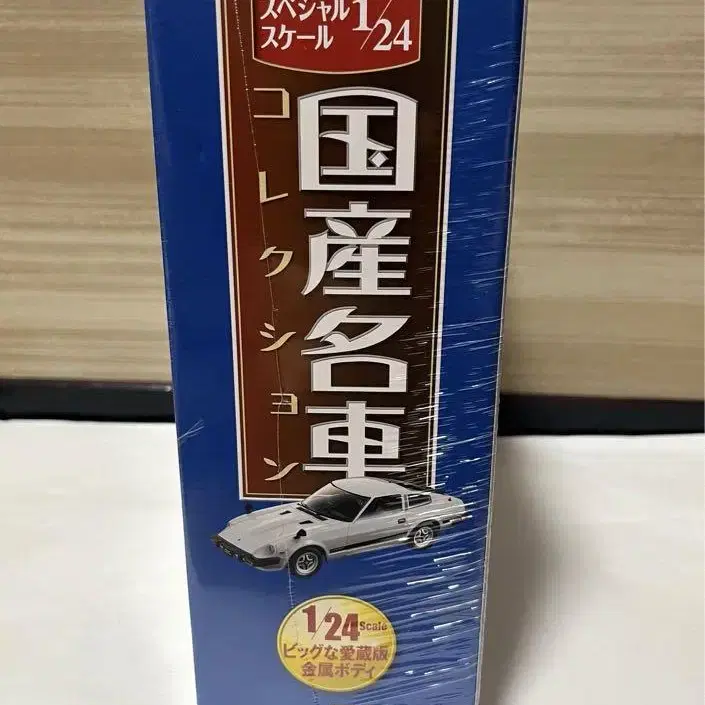 スペシャル
スケール
1/24
国産名車
コレクション
1/24 Scale
ビッグな愛蔵版
金属ボディ